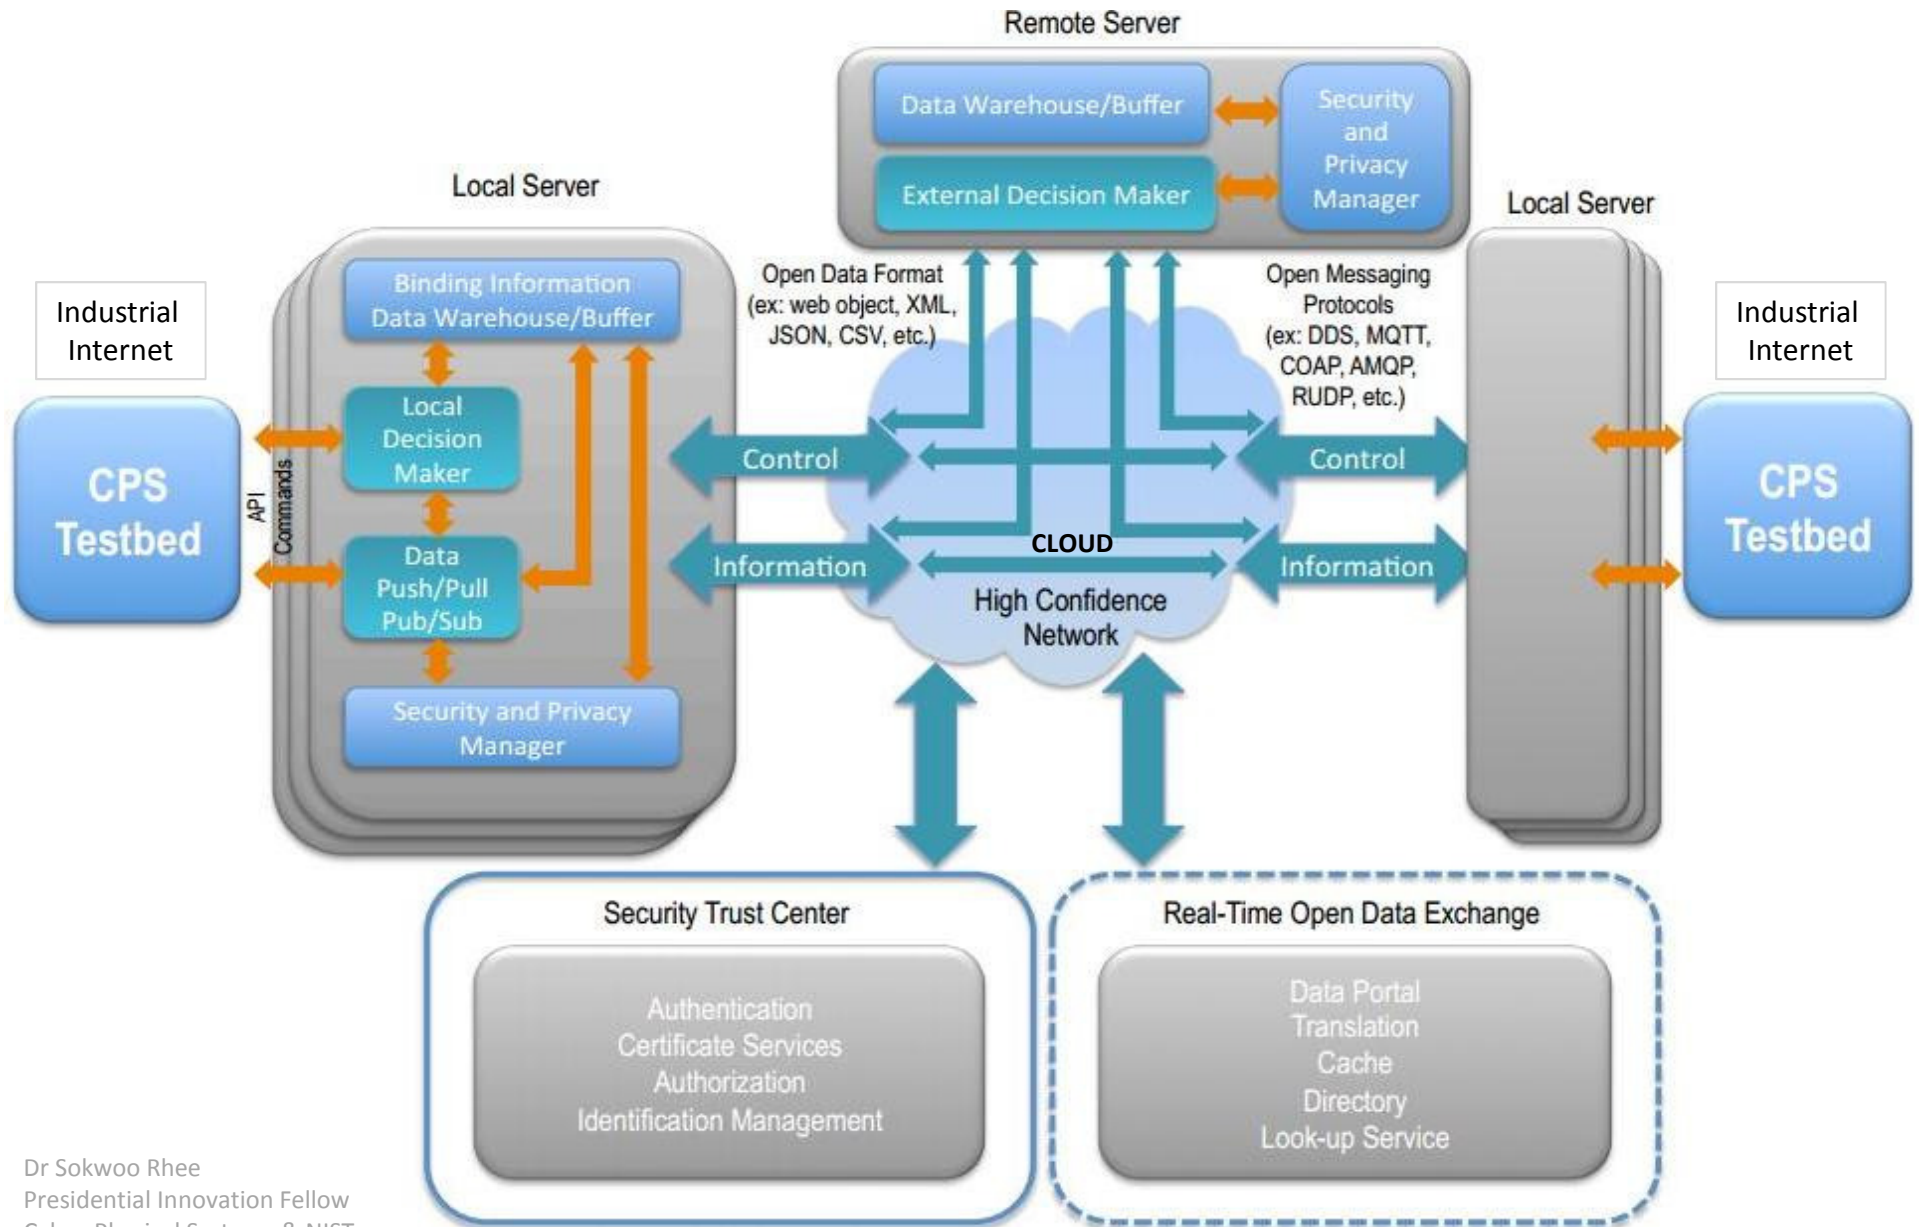 Remote Server
Data Warehouse/Buffer
External Decision Maker
Security
and
Privacy
Manager
Local Server
Binding Information
Data Warehouse/Buffer
Local
Decision
Maker
Data
Push/Pull
Pub/Sub
Security and Privacy
Manager
Industrial
Internet
CPS
Testbed
API
Commands
Open Data Format
(ex: web object, XML,
JSON, CSV, etc.)
Open Messaging
Protocols
(ex: DDS, MQTT,
COAP, AMQP,
RUDP, etc.)
Control
Information
CLOUD
High Confidence
Network
Control
Information
Local Server
Industrial
Internet
CPS
Testbed
Security Trust Center
Authentication
Certificate Services
Authorization
Identification Management
Real-Time Open Data Exchange
Data Portal
Translation
Cache
Directory
Look-up Service
Dr Sokwoo Rhee
Presidential Innovation Fellow